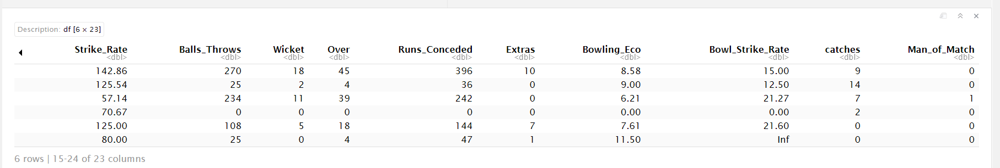 Description: df [6 × 23]
Strike_Rate Balls_Throws Wicket Over Runs_Conceded Extras Bowling_Eco Bowl_Strike_Rate catches Man_of_Match
<dbl> <dbl> <dbl> <dbl> <dbl> <dbl> <dbl> <dbl> <dbl> <dbl>
142.86 270 18 45 396 10 8.58 15.00 9 0
125.54 25 2 4 36 0 9.00 12.50 14 0
57.14 234 11 39 242 0 6.21 21.27 7 1
70.67 0 0 0 0 0 0.00 0.00 2 0
125.00 108 5 18 144 7 7.61 21.60 0 0
80.00 25 0 4 47 1 11.50 Inf 0 0
6 rows | 15-24 of 23 columns